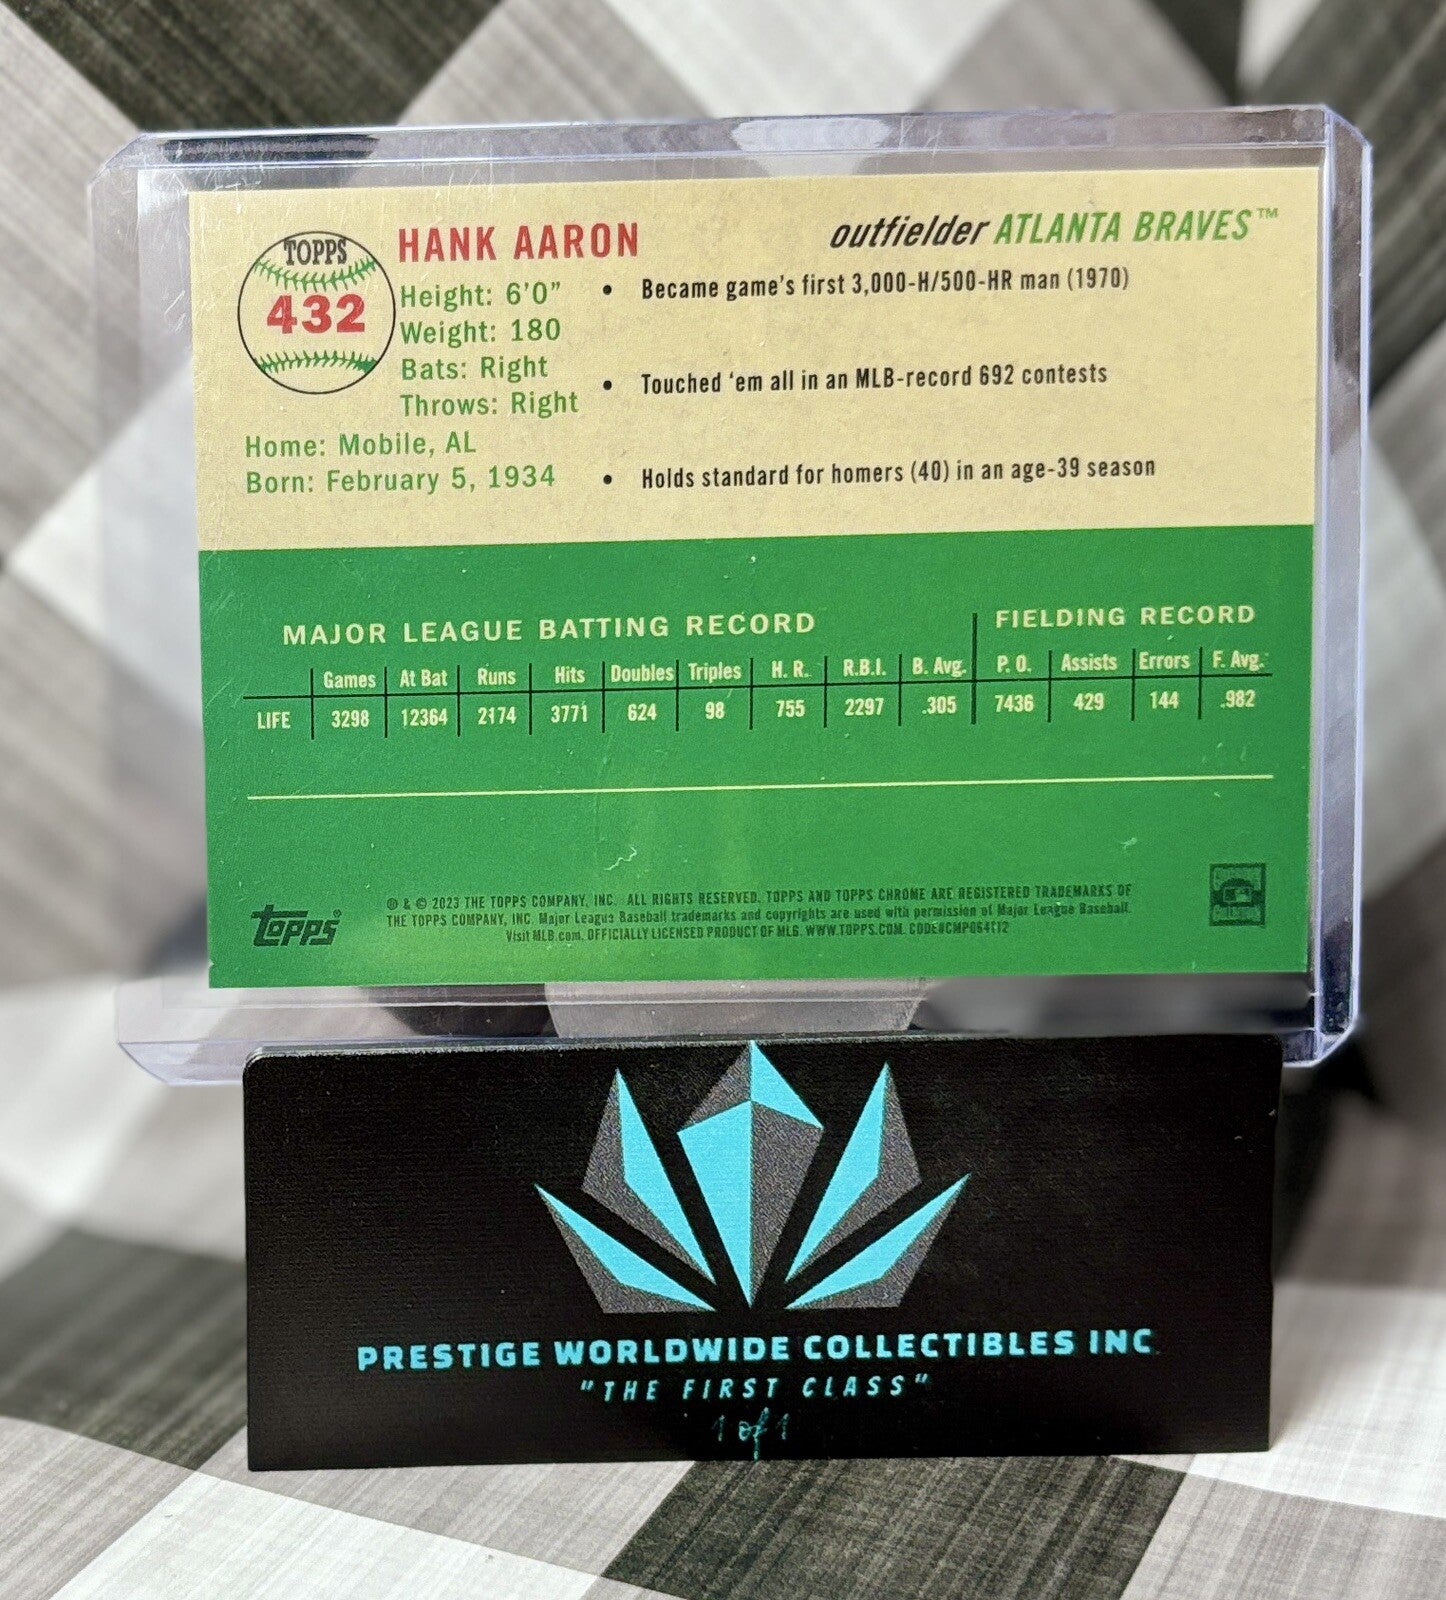 TOPPS
432
HANK AARON
outfielder ATLANTA BRAVES™
Height: 6'0"
Weight: 180
Bats: Right
Throws: Right
Home: Mobile, AL
Born: February 5, 1934
• Became game's first 3,000-H/500-HR man (1970)
• Touched 'em all in an MLB-record 692 contests
• Holds standard for homers (40) in an age-39 season
MAJOR LEAGUE BATTING RECORD
FIELDING RECORD
Games At Bat Runs Hits Doubles Triples H. R. R.B.I. B. Avg. P. O. Assists Errors F. Avg.
LIFE 3298 12364 2174 3771 624 98 755 2297 .305 7436 429 144 .982
topps®
® & © 2023 THE TOPPS COMPANY, INC. ALL RIGHTS RESERVED. TOPPS AND TOPPS CHROME ARE REGISTERED TRADEMARKS OF
THE TOPPS COMPANY, INC. Major League Baseball trademarks and copyrights are used with permission of Major League Baseball.
Visit MLB.com. OFFICIALLY LICENSED PRODUCT OF MLB. WWW.TOPPS.COM. CODE#CMP064112
PRESTIGE WORLDWIDE COLLECTIBLES INC.
"THE FIRST CLASS"
1 of 1